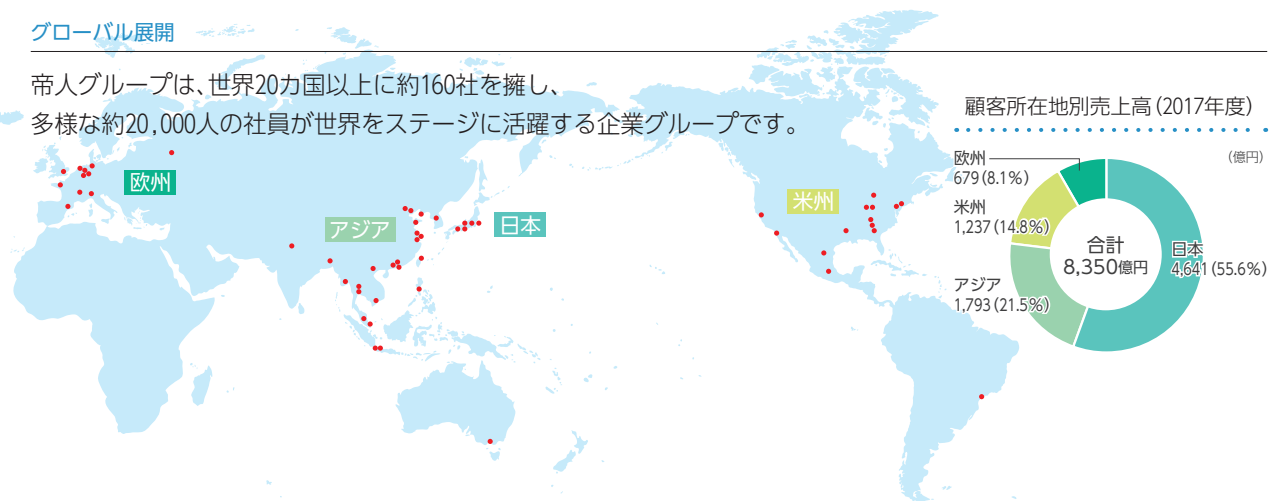 グローバル展開
帝人グループは、世界20カ国以上に約160社を擁し、
多様な約20,000人の社員が世界をステージに活躍する企業グループです。
顧客所在地別売上高(2017年度)
(億円)
欧州
679(8.1%)
米州
1,237(14.8%)
アジア
1,793(21.5%)
合計
8,350億円
日本
4,641(55.6%)
欧州
アジア
日本
米州